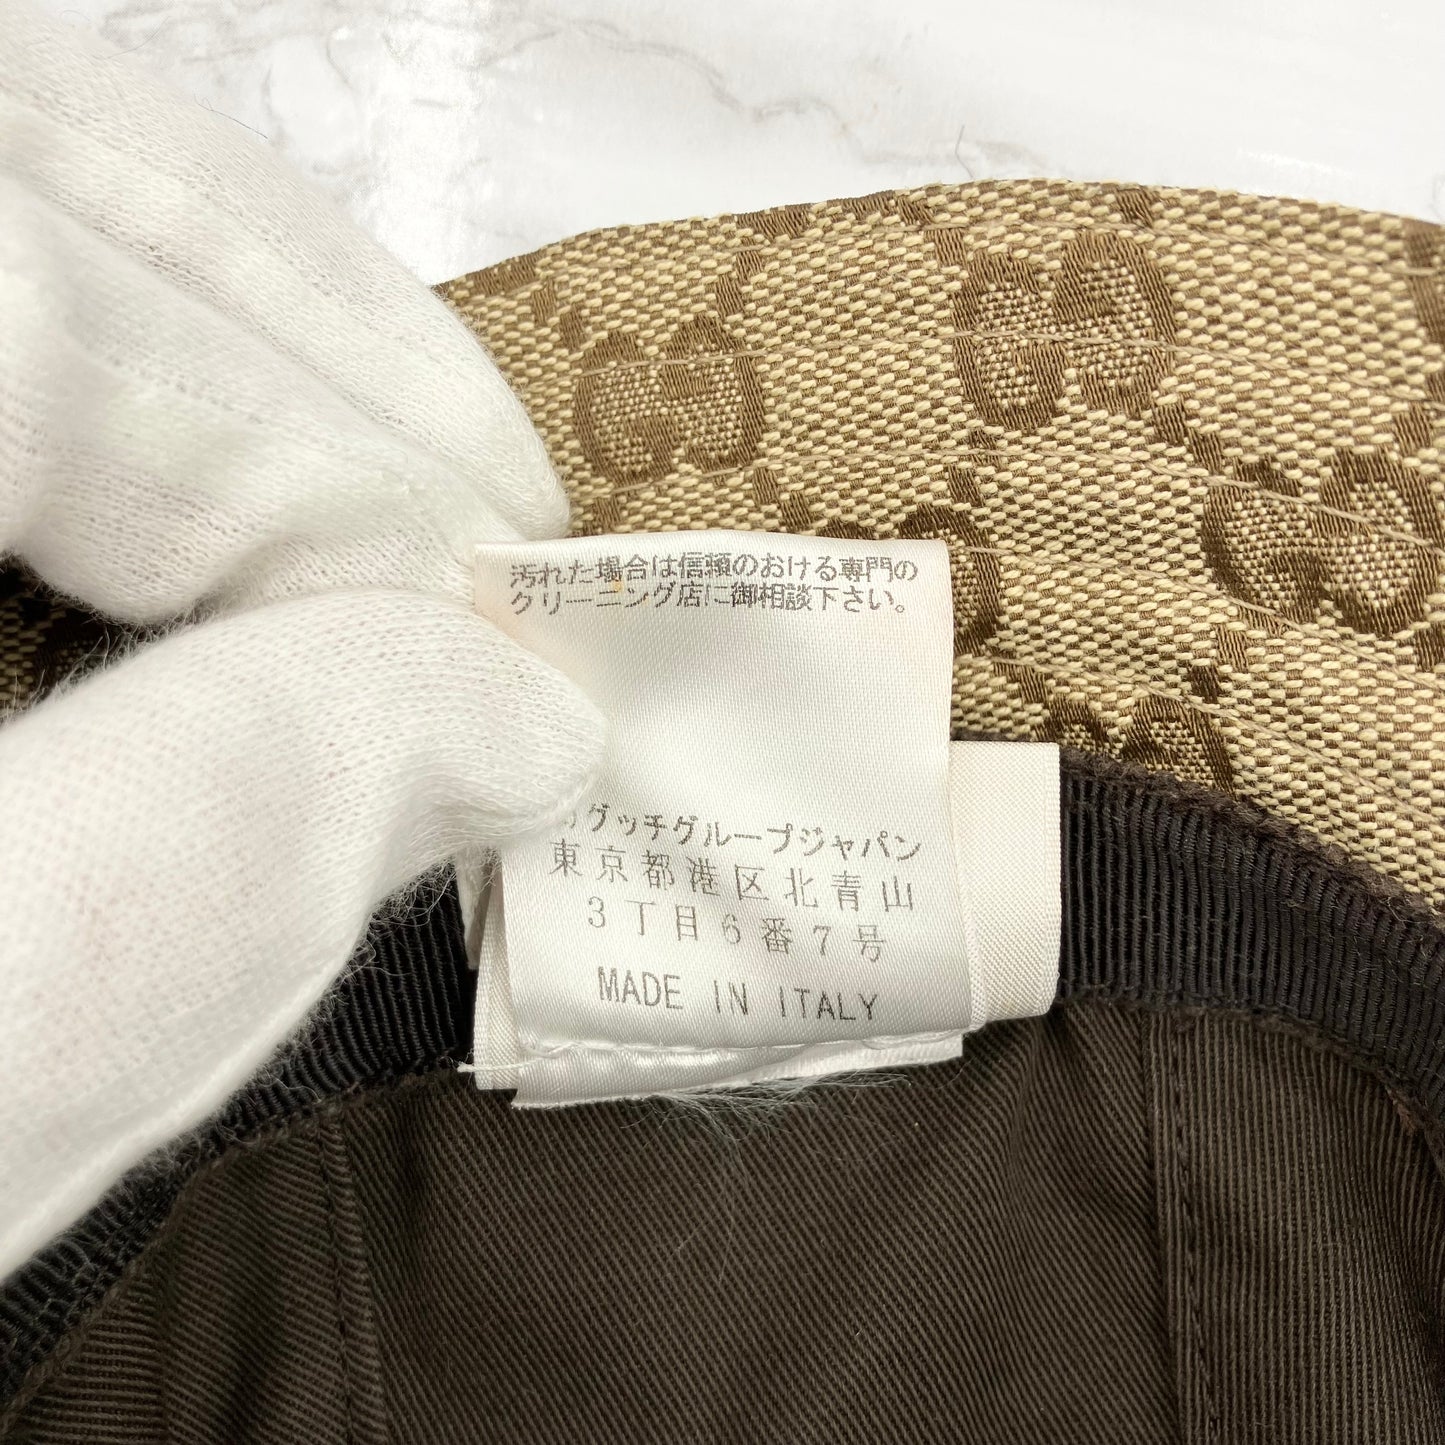 汚れた場合は信頼のおける専門の
クリーニング店に御相談下さい。
グッチグループジャパン
東京都港区北青山
3丁目6番7号
MADE IN ITALY